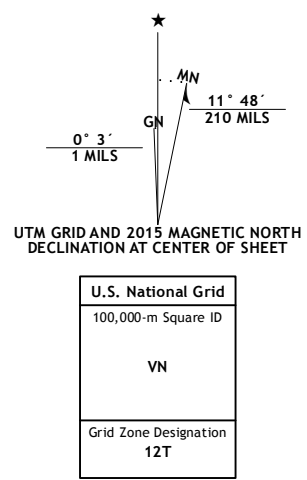 MN
11° 48´
210 MILS
GN
0° 3´
1 MILS
UTM GRID AND 2015 MAGNETIC NORTH
DECLINATION AT CENTER OF SHEET
U.S. National Grid
100,000-m Square ID
VN
Grid Zone Designation
12T